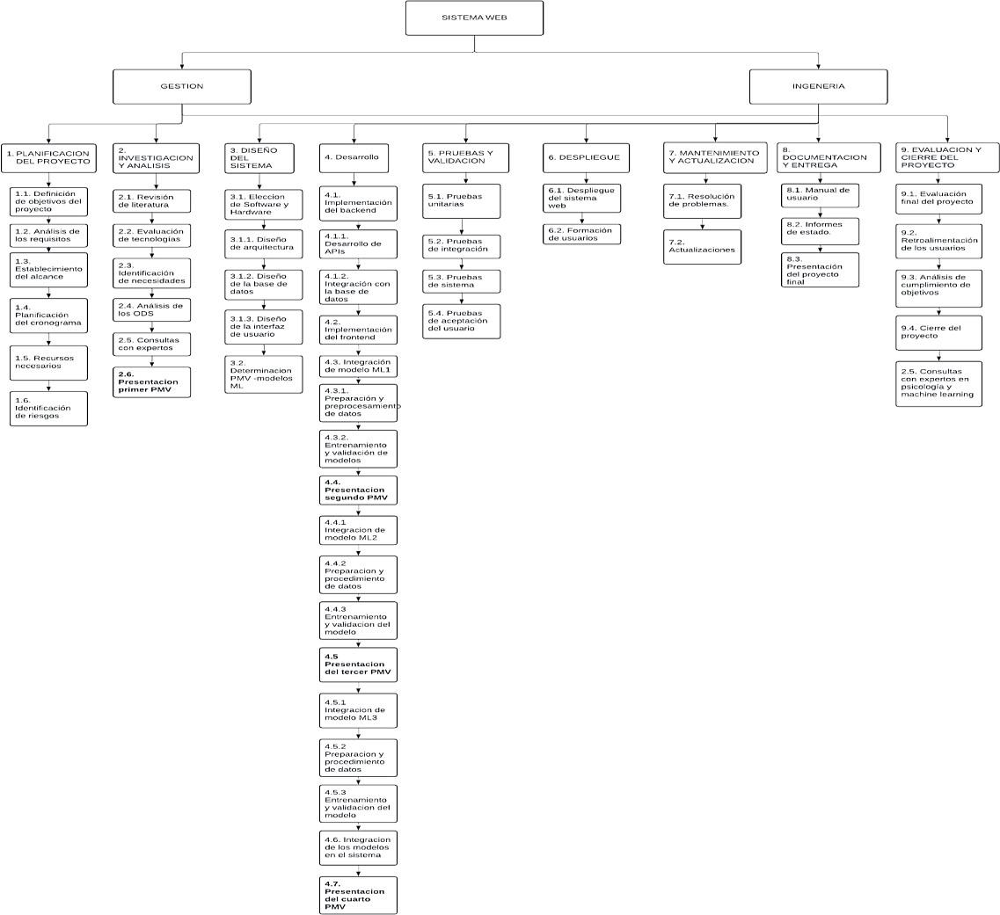 SISTEMA WEB
GESTION
INGENERIA
1. PLANIFICACION
DEL PROYECTO
1.1. Definición
de objetivos del
proyecto
1.2. Análisis de
los requisitos
1.3.
Establecimiento
del alcance
1.4.
Planificación
del cronograma
1.5. Recursos
necesarios
1.6.
Identificación
de riesgos
2.
INVESTIGACION
Y ANALISIS
2.1. Revisión
de literatura
2.2. Evaluación
de tecnologías
2.3.
Identificación
de necesidades
2.4. Análisis de
los ODS
2.5. Consultas
con expertos
2.6.
Presentacion
primer PMV
3. DISEÑO
DEL
SISTEMA
3.1. Eleccion
de Software y
Hardware
3.1.1. Diseño
de arquitectura
3.1.2. Diseño
de la base de
datos
3.1.3. Diseño
de la interfaz
de usuario
3.2.
Determinacion
PMV -modelos
ML
4. Desarrollo
4.1.
Implementación
del backend
4.1.1.
Desarrollo de
APIs
4.1.2.
Integración con
la base de
datos
4.2.
Implementación
del frontend
4.3. Integración
de modelo ML1
4.3.1.
Preparación y
preprocesamiento
de datos
4.3.2.
Entrenamiento
y validación de
modelos
4.4.
Presentacion
segundo PMV
4.4.1
Integracion de
modelo ML2
4.4.2
Preparacion y
procedimiento
de datos
4.4.3
Entrenamiento
y validacion del
modelo
4.5
Presentacion
del tercer PMV
4.5.1
Integracion de
modelo ML3
4.5.2
Preparacion y
procedimiento
de datos
4.5.3
Entrenamiento
y validacion del
modelo
4.6. Integracion
de los modelos
en el sistema
4.7.
Presentacion
del cuarto
PMV
5. PRUEBAS Y
VALIDACION
5.1. Pruebas
unitarias
5.2. Pruebas
de integración
5.3. Pruebas
de sistema
5.4. Pruebas
de aceptación
del usuario
6. DESPLIEGUE
6.1. Despliegue
del sistema
web
6.2. Formación
de usuarios
7. MANTENIMIENTO
Y ACTUALIZACION
7.1. Resolución
de problemas.
7.2.
Actualizaciones
8.
DOCUMENTACION
Y ENTREGA
8.1. Manual de
usuario
8.2. Informes
de estado.
8.3.
Presentación
del proyecto
final
9. EVALUACION Y
CIERRE DEL
PROYECTO
9.1. Evaluación
final del proyecto
9.2.
Retroalimentación
de los usuarios
9.3. Análisis de
cumplimiento de
objetivos
9.4. Cierre del
proyecto
2.5. Consultas
con expertos en
psicología y
machine learning